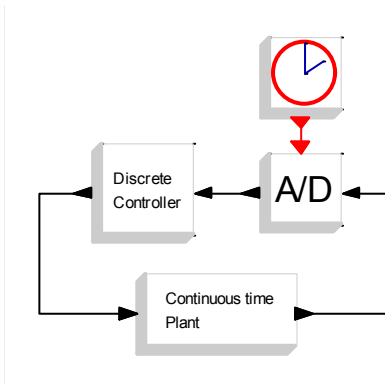 Discrete
Controller
A/D
Continuous time
Plant